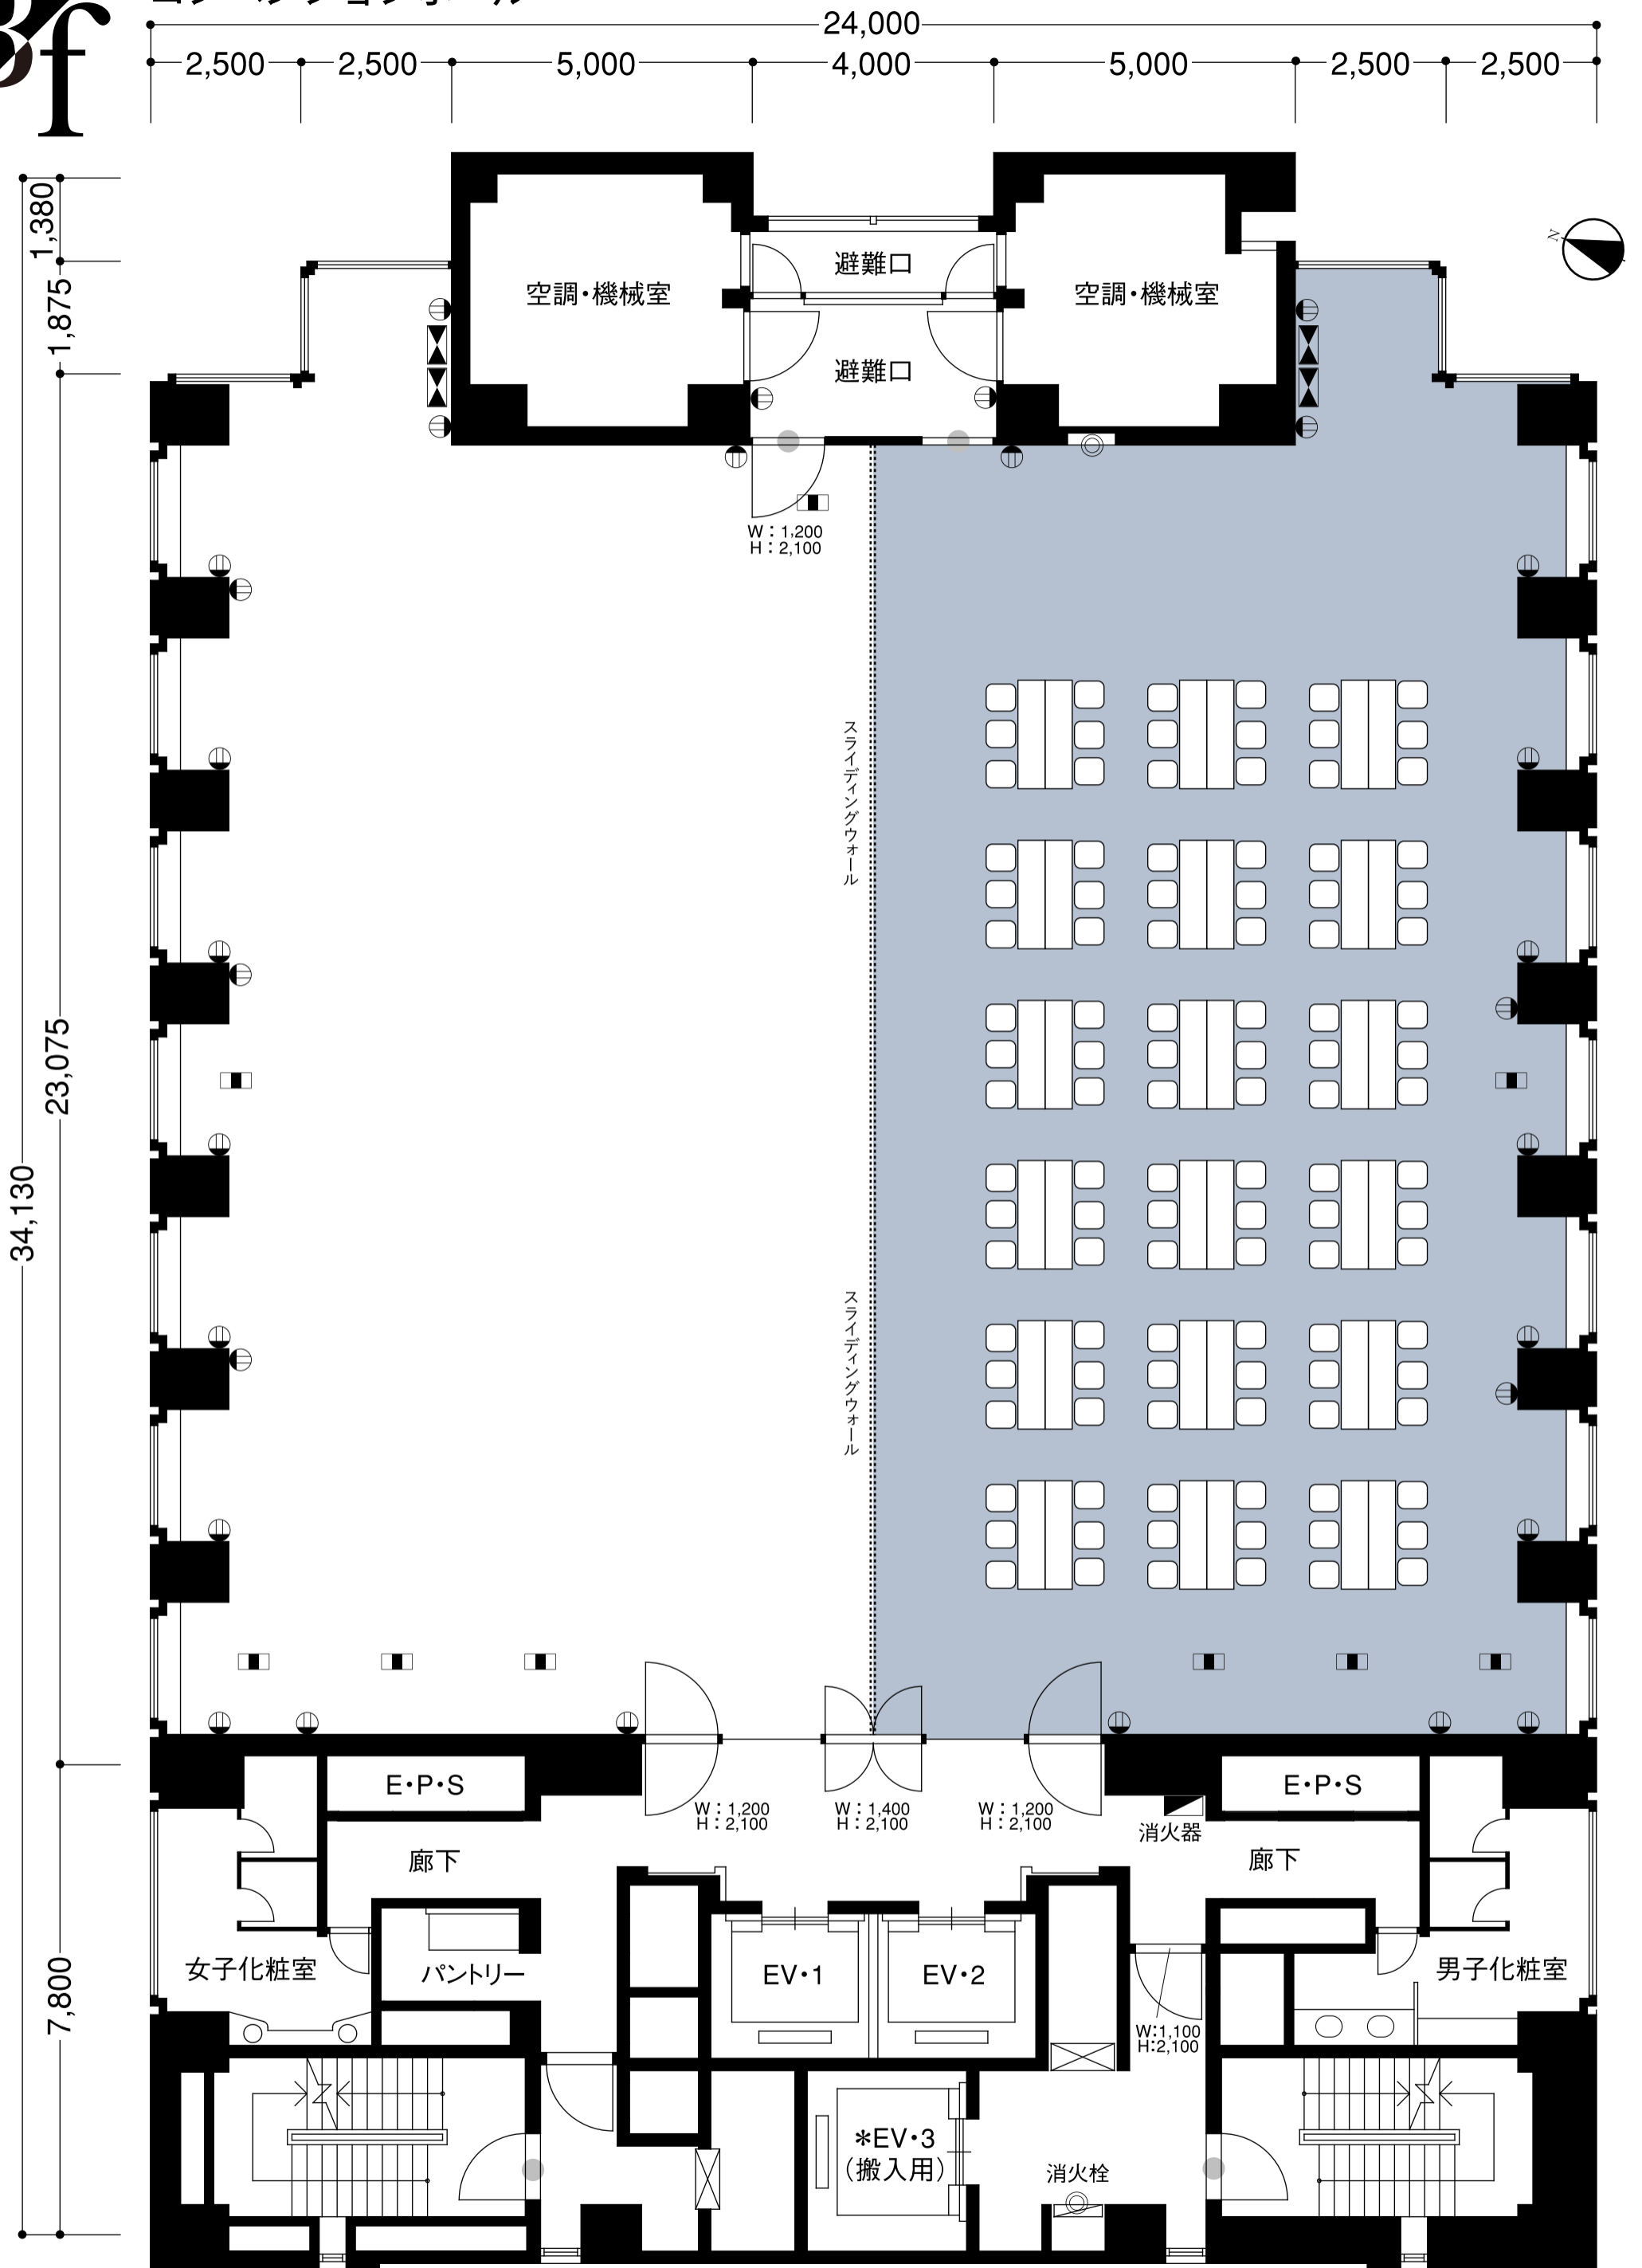 f
24,000
2,500 2,500 5,000 4,000 5,000 2,500 2,500
1,380
1,875
23,075
34,130
7,800
N
避難口
空調・機械室
空調・機械室
避難口
W：1,200
H：2,100
スライディングウォール
スライディングウォール
E・P・S
E・P・S
W：1,200
H：2,100
W：1,400
H：2,100
W：1,200
H：2,100
消火器
廊下
廊下
女子化粧室
パントリー
EV・1
EV・2
男子化粧室
W:1,100
H:2,100
＊EV・3
（搬入用）
消火栓